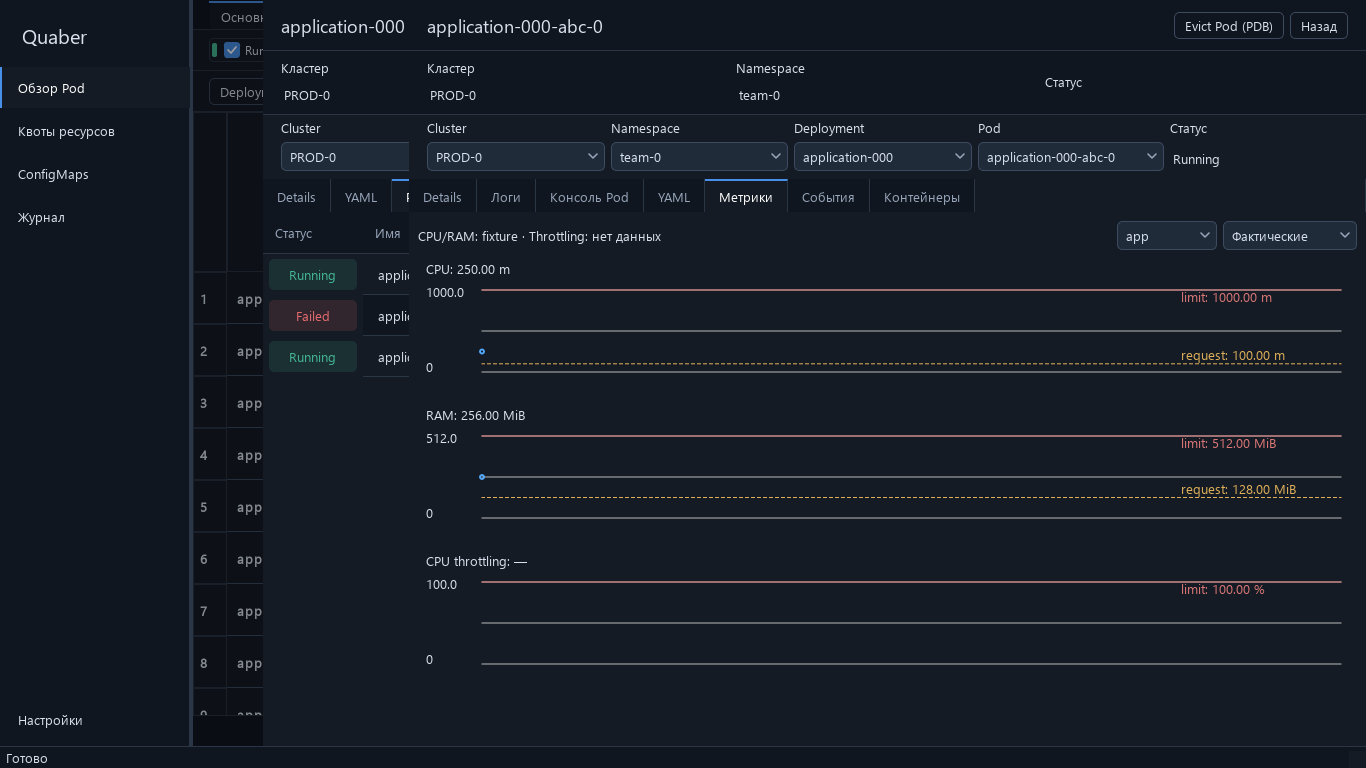 Quaber
Обзор Pod
Квоты ресурсов
ConfigMaps
Журнал
Настройки
Готово
1 app
2 app
3 app
4 app
5 app
6 app
7 app
8 app
application-000
Кластер
PROD-0
Cluster
PROD-0
Details YAML
Статус Имя
Running
Failed
Running
application-000-abc-0 Evict Pod (PDB) Назад
Кластер Namespace Статус
PROD-0 team-0
Cluster Namespace Deployment Pod Статус
PROD-0 team-0 application-000 application-000-abc-0 Running
Details Логи Консоль Pod YAML Метрики События Контейнеры
CPU/RAM: fixture · Throttling: нет данных app Фактические
CPU: 250.00 m
1000.0
limit: 1000.00 m
request: 100.00 m
0
RAM: 256.00 MiB
512.0
limit: 512.00 MiB
request: 128.00 MiB
0
CPU throttling: —
100.0
limit: 100.00 %
0